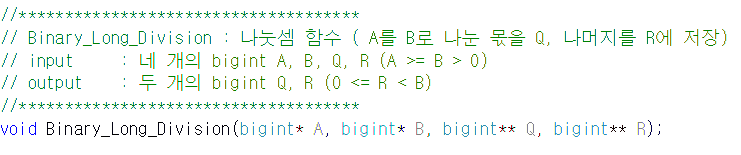 //**********************************
// Binary_Long_Division : 나눗셈 함수 ( A를 B로 나눈 몫을 Q, 나머지를 R에 저장)
// input     : 네 개의 bigint A, B, Q, R (A >= B > 0)
// output    : 두 개의 bigint Q, R (0 <= R < B)
//**********************************
void Binary_Long_Division(bigint* A, bigint* B, bigint** Q, bigint** R);